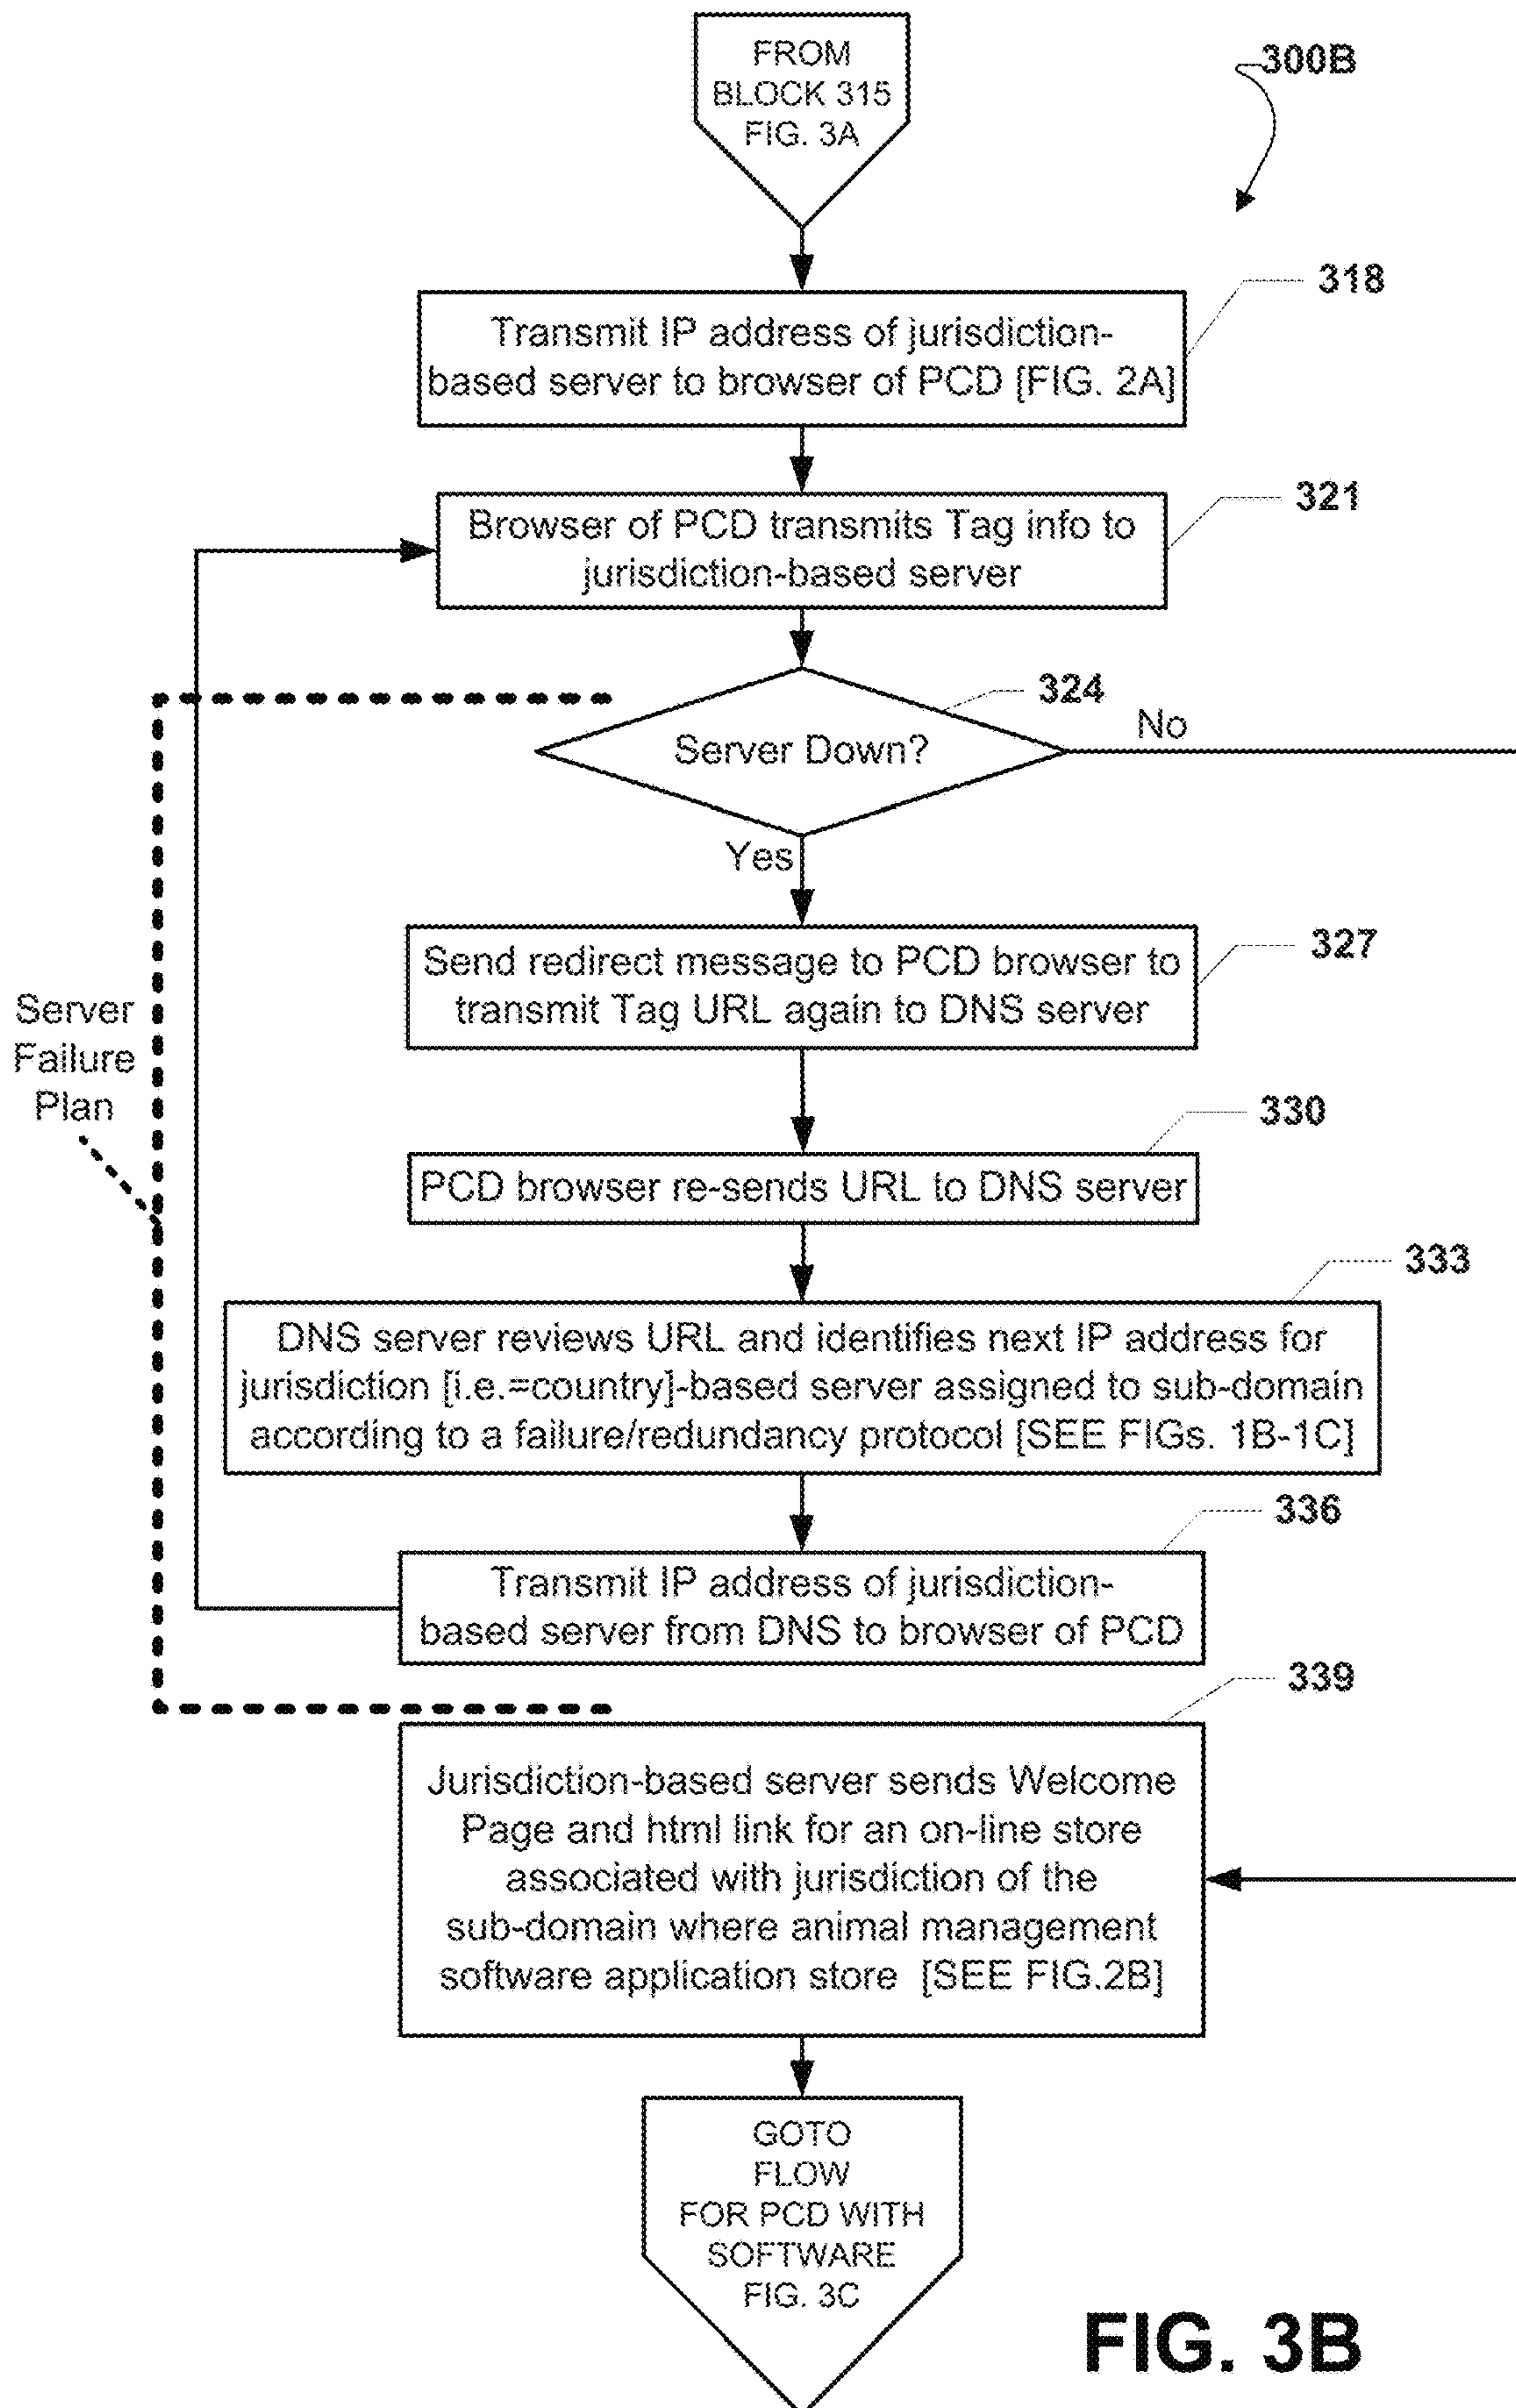 FROM
BLOCK 315
FIG. 3A
300B
318
Transmit IP address of jurisdiction-
based server to browser of PCD [FIG. 2A]
321
Browser of PCD transmits Tag info to
jurisdiction-based server
324
No
Server Down?
Yes
327
Send redirect message to PCD browser to
transmit Tag URL again to DNS server
Server
Failure
Plan
330
PCD browser re-sends URL to DNS server
333
DNS server reviews URL and identifies next IP address for
jurisdiction [i.e.=country]-based server assigned to sub-domain
according to a failure/redundancy protocol [SEE FIGs. 1B-1C]
336
Transmit IP address of jurisdiction-
based server from DNS to browser of PCD
339
Jurisdiction-based server sends Welcome
Page and html link for an on-line store
associated with jurisdiction of the
sub-domain where animal management
software application store [SEE FIG.2B]
GOTO
FLOW
FOR PCD WITH
SOFTWARE
FIG. 3C
FIG. 3B